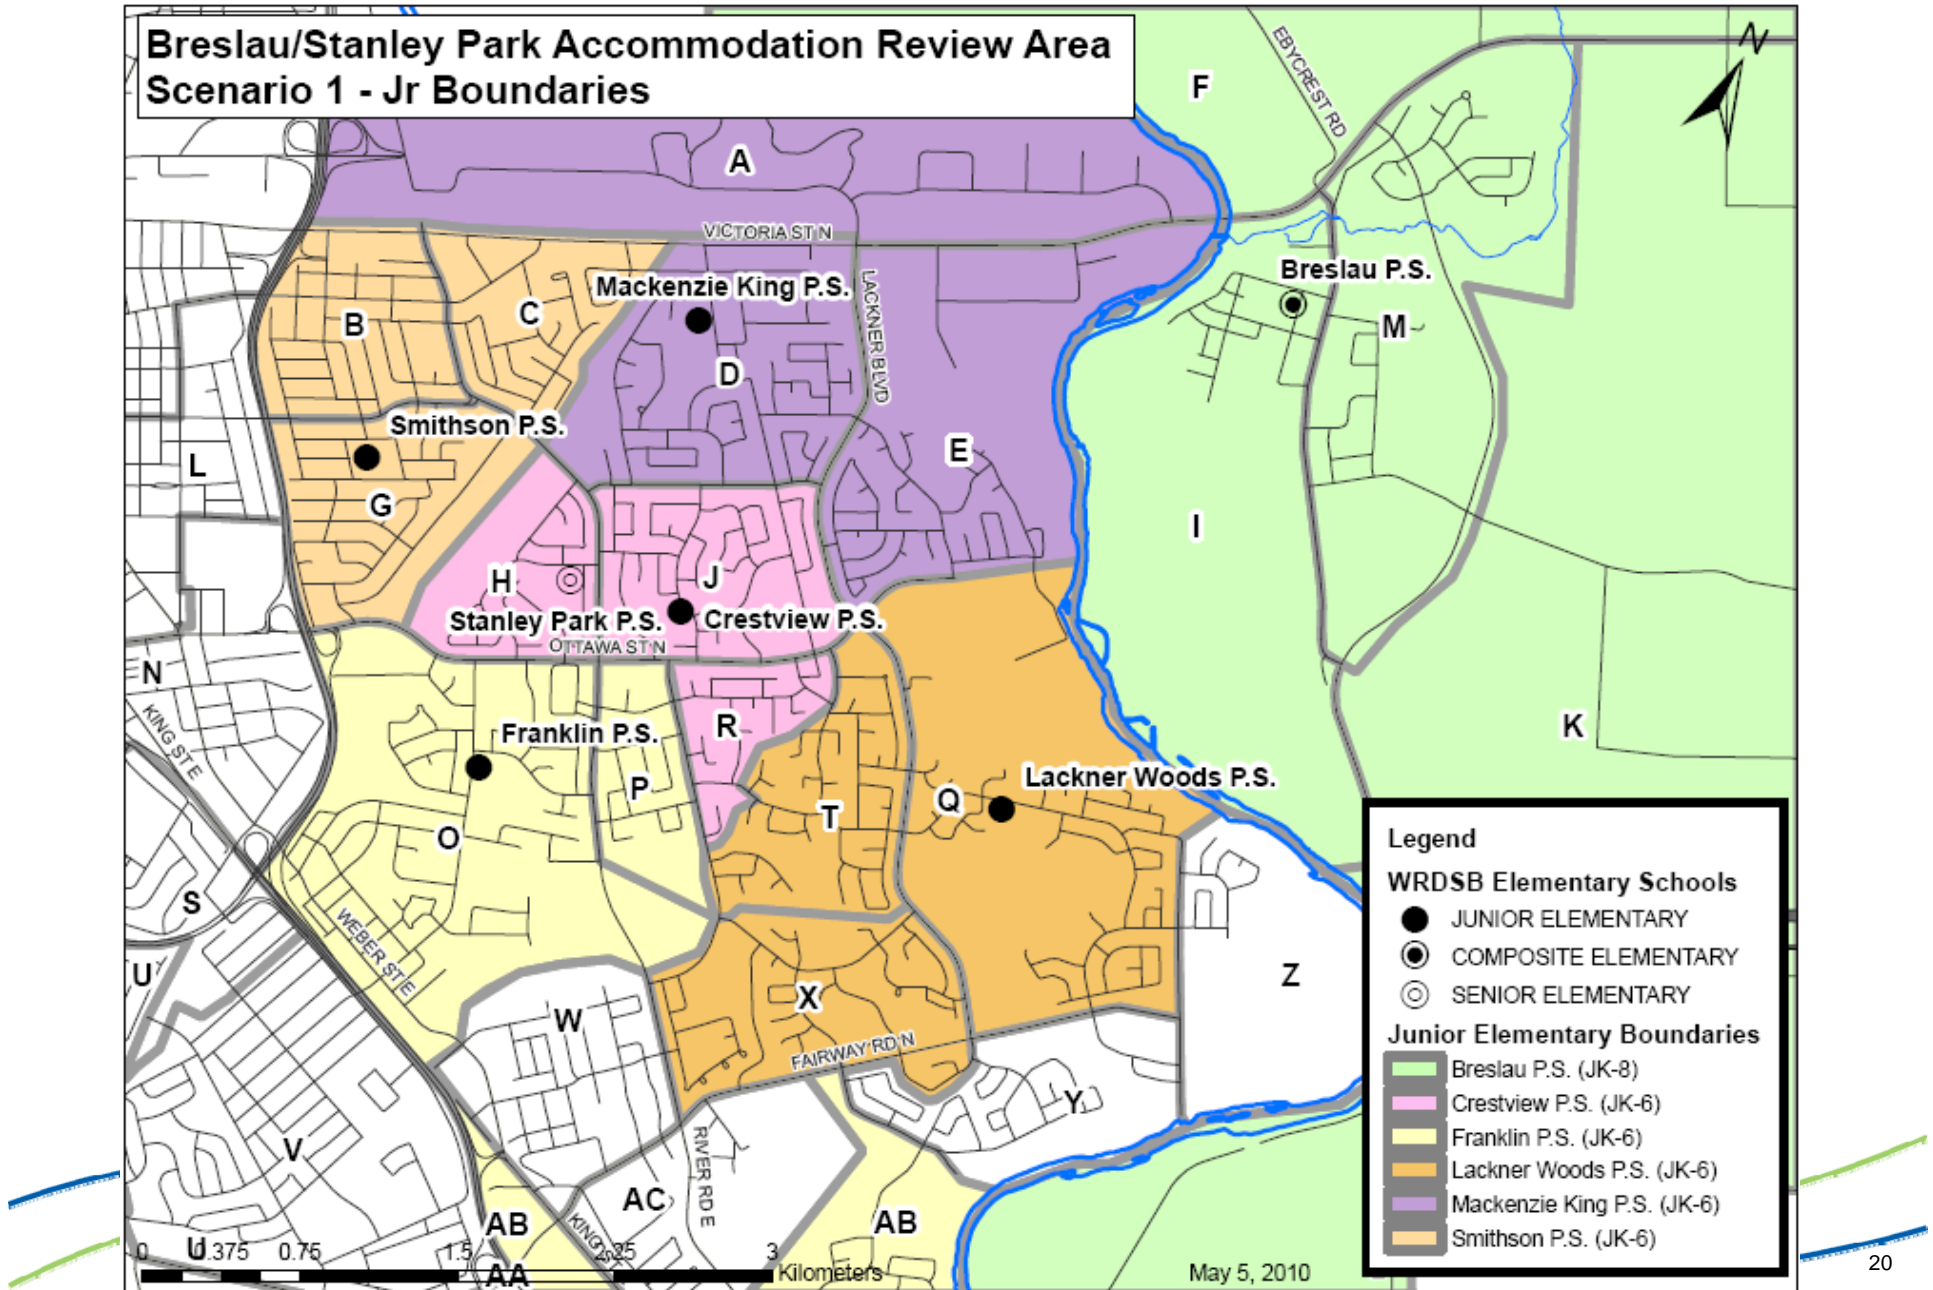 Breslau/Stanley Park Accommodation Review Area
Scenario 1 - Jr Boundaries
N
F
EBYCREST RD
A
VICTORIA ST N
Breslau P.S.
Mackenzie King P.S.
LACKNER BLVD
B
C
M
D
Smithson P.S.
L
E
G
I
H
J
Stanley Park P.S.
Crestview P.S.
OTTAWA ST N
N
KING ST E
R
K
Franklin P.S.
Lackner Woods P.S.
P
Q
T
O
S
WEBER ST E
U
Z
X
W
FAIRWAY RD N
Y
V
RIVER RD E
AC
AB
KING ST
AB
U
AA
0 0.375 0.75 1.5 2.25 3
Kilometers
May 5, 2010
Legend
WRDSB Elementary Schools
JUNIOR ELEMENTARY
COMPOSITE ELEMENTARY
SENIOR ELEMENTARY
Junior Elementary Boundaries
Breslau P.S. (JK-8)
Crestview P.S. (JK-6)
Franklin P.S. (JK-6)
Lackner Woods P.S. (JK-6)
Mackenzie King P.S. (JK-6)
Smithson P.S. (JK-6)
20